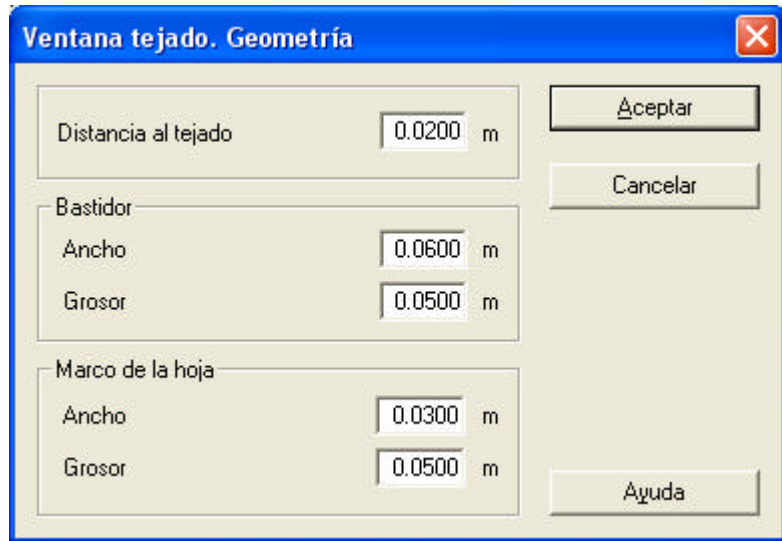 Ventana tejado. Geometría
Distancia al tejado 0.0200 m
Bastidor
Ancho 0.0600 m
Grosor 0.0500 m
Marco de la hoja
Ancho 0.0300 m
Grosor 0.0500 m
Aceptar
Cancelar
Ayuda